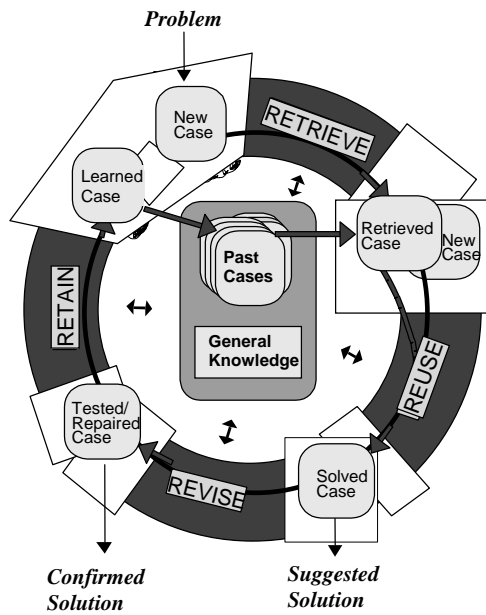 Problem
New
Case
RETRIEVE
Learned
Case
Retrieved
Case
New
Case
Past
Cases
General
Knowledge
RETAIN
REUSE
Tested/
Repaired
Case
REVISE
Solved
Case
Confirmed
Solution
Suggested
Solution